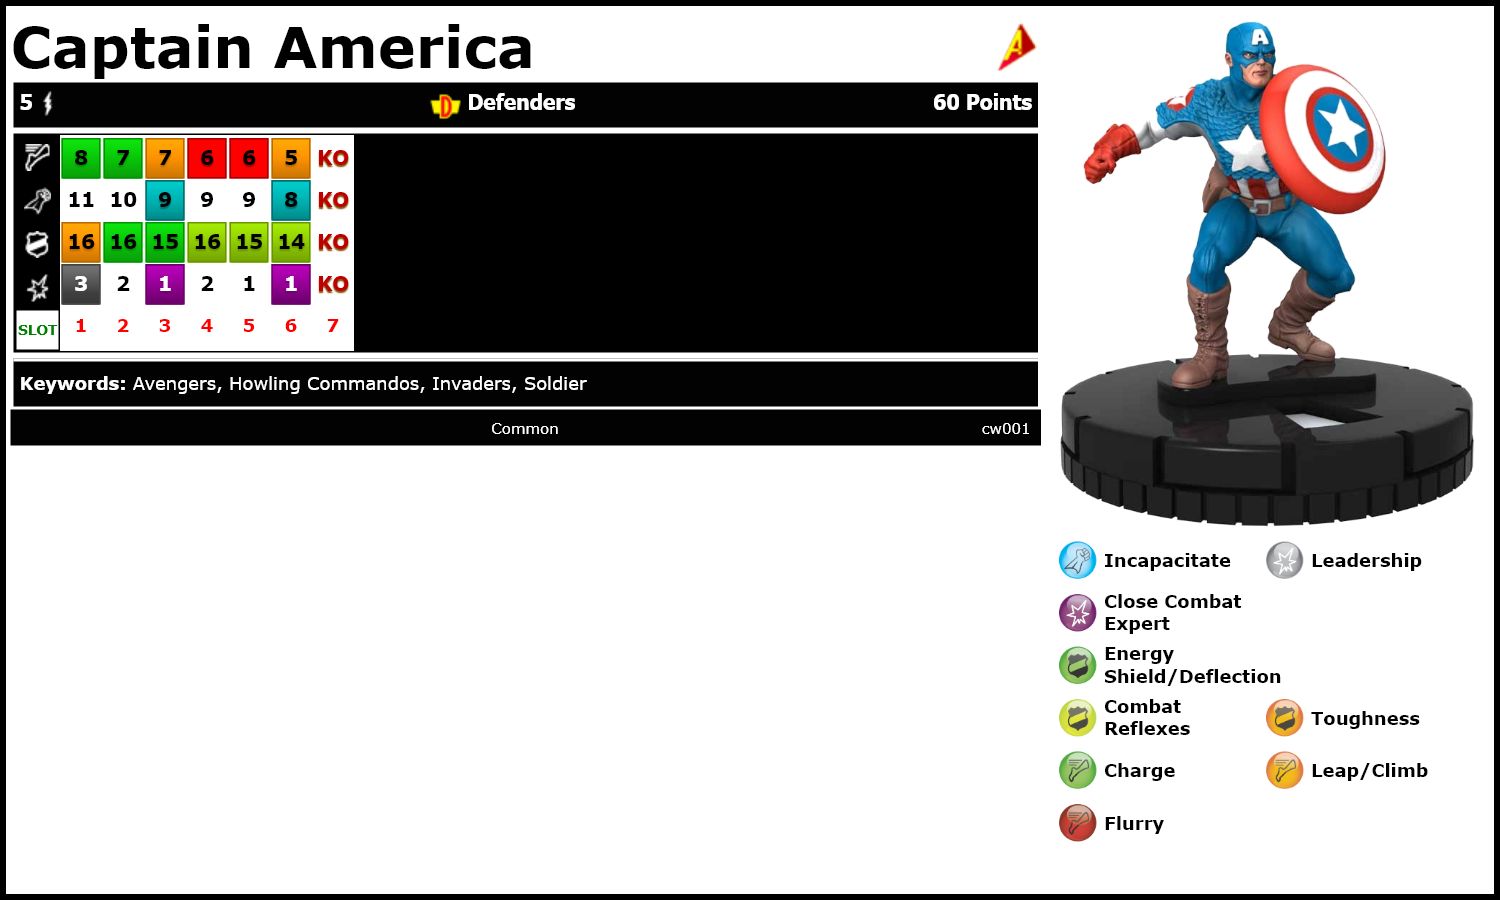 Captain America
A
5 D Defenders 60 Points
8 7 7 6 6 5 KO
11 10 9 9 9 8 KO
16 16 15 16 15 14 KO
3 2 1 2 1 1 KO
SLOT 1 2 3 4 5 6 7
Keywords: Avengers, Howling Commandos, Invaders, Soldier
Common cw001
A
Incapacitate Leadership
Close Combat
Expert
Energy
Shield/Deflection
Combat
Reflexes
Toughness
Charge Leap/Climb
Flurry